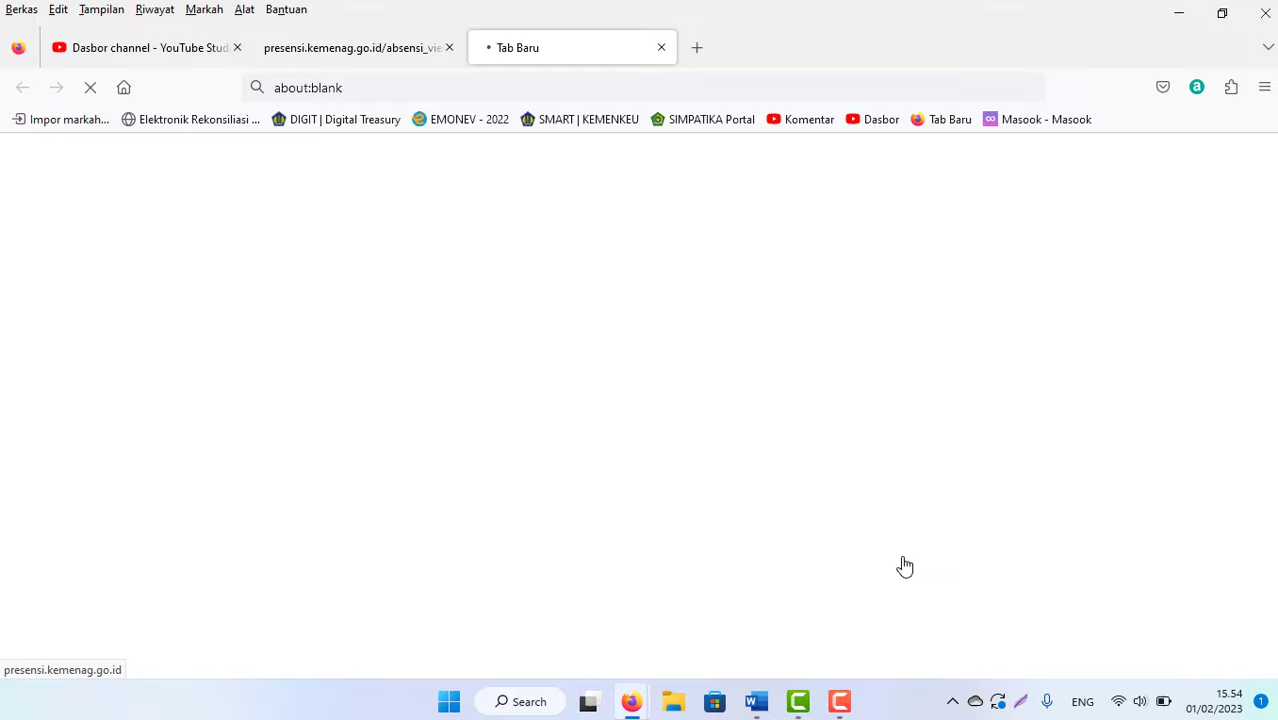 Berkas Edit Tampilan Riwayat Markah Alat Bantuan
Dasbor channel - YouTube Stud presensi.kemenag.go.id/absensi_vie Tab Baru
about:blank
Impor markah... Elektronik Rekonsiliasi ... DIGIT | Digital Treasury EMONEV - 2022 SMART | KEMENKEU SIMPATIKA Portal Komentar Dasbor Tab Baru Masook - Masook
presensi.kemenag.go.id
Search ENG 15.54
01/02/2023 1